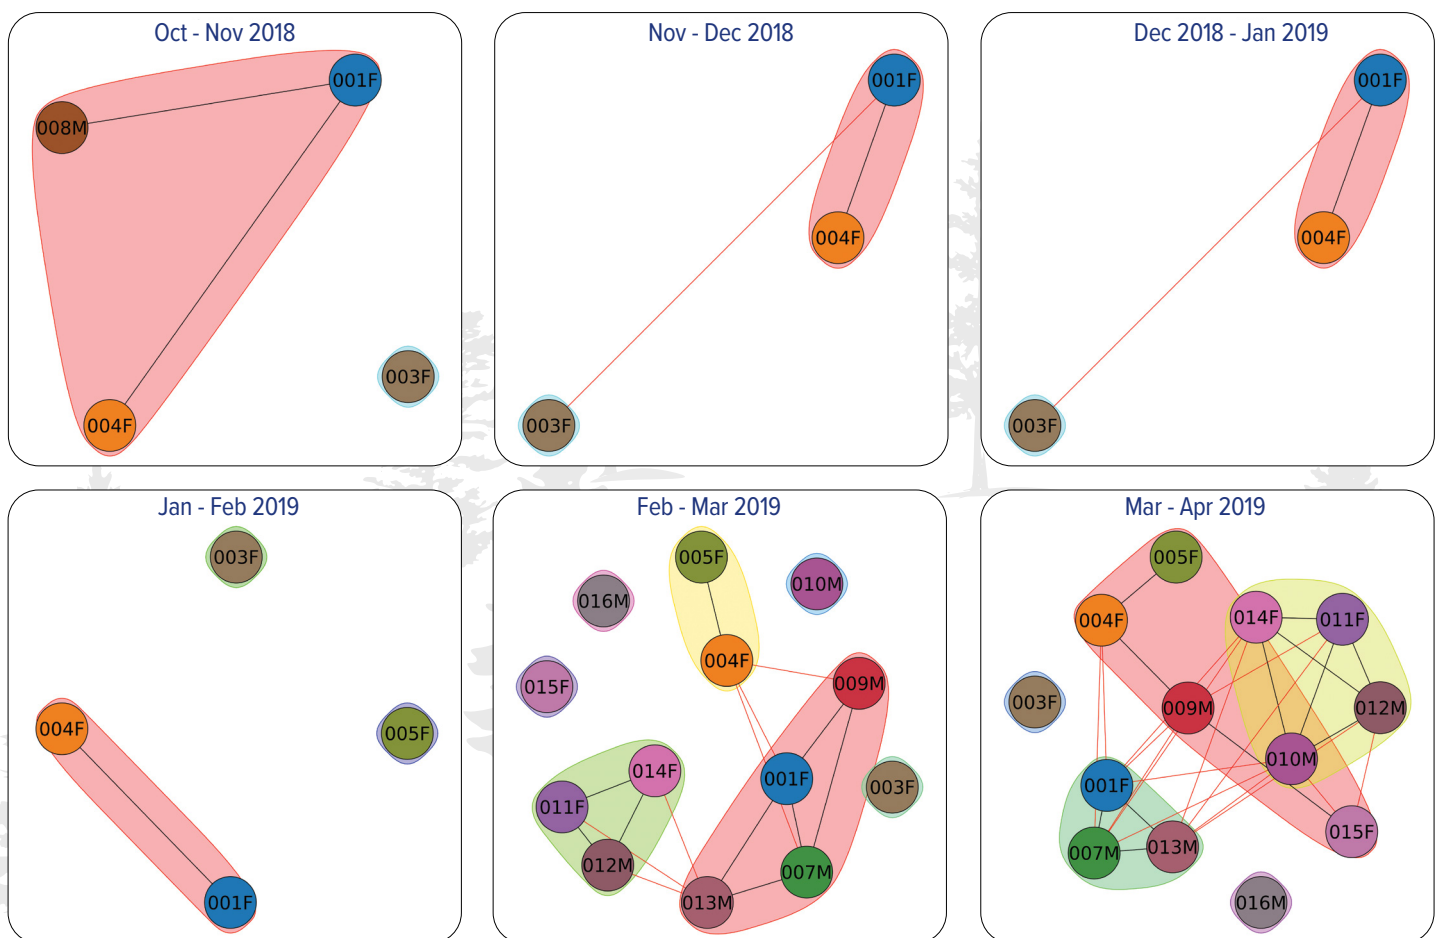 Oct - Nov 2018
001F
008M
003F
004F
Nov - Dec 2018
001F
004F
003F
Dec 2018 - Jan 2019
001F
004F
003F
Jan - Feb 2019
003F
004F
005F
001F
Feb - Mar 2019
005F
010M
016M
004F
015F
009M
014F
001F
003F
011F
012M
007M
013M
Mar - Apr 2019
005F
014F
011F
004F
003F
009M
012M
010M
001F
015F
013M
007M
016M